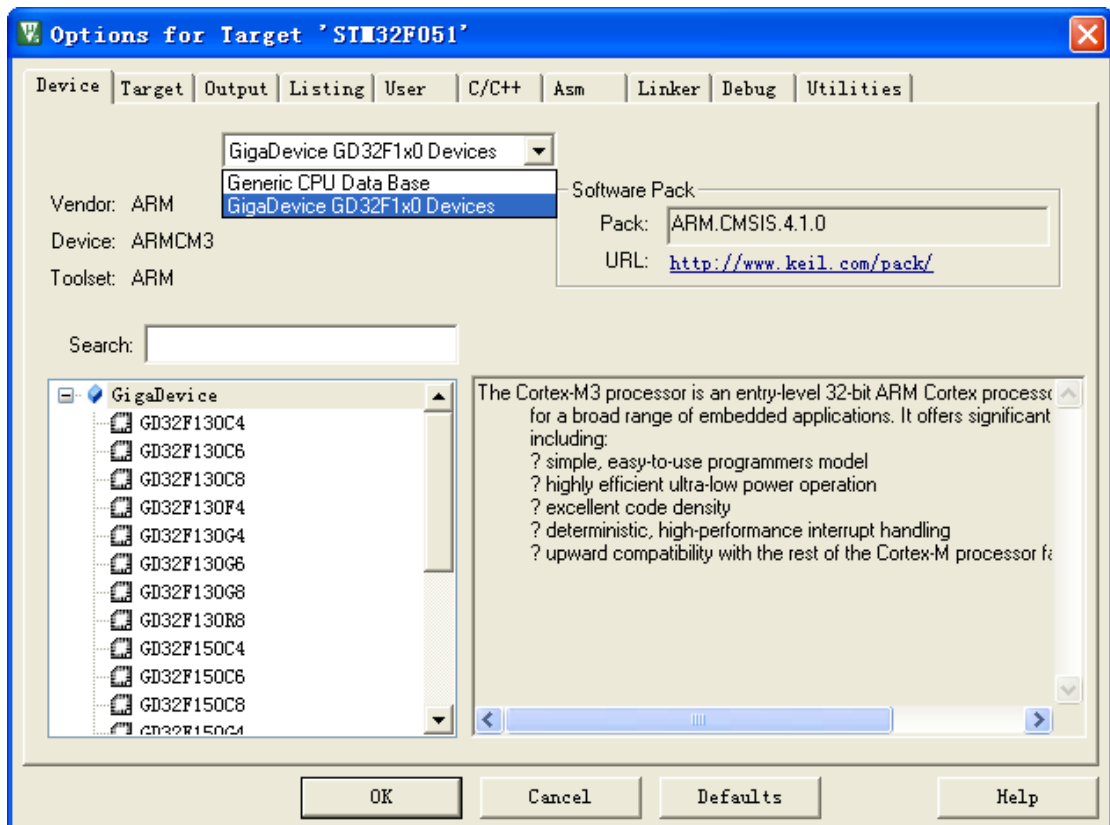 Options for Target 'STM32F051'
Device Target Output Listing User C/C++ Asm Linker Debug Utilities
GigaDevice GD32F1x0 Devices
Generic CPU Data Base
GigaDevice GD32F1x0 Devices
Vendor: ARM
Device: ARMCM3
Toolset: ARM
Software Pack
Pack: ARM.CMSIS.4.1.0
URL: http://www.keil.com/pack/
Search:
GigaDevice
GD32F130C4
GD32F130C6
GD32F130C8
GD32F130F4
GD32F130G4
GD32F130G6
GD32F130G8
GD32F130R8
GD32F150C4
GD32F150C6
GD32F150C8
GD32F150G4
The Cortex-M3 processor is an entry-level 32-bit ARM Cortex processo
for a broad range of embedded applications. It offers significant
including:
? simple, easy-to-use programmers model
? highly efficient ultra-low power operation
? excellent code density
? deterministic, high-performance interrupt handling
? upward compatibility with the rest of the Cortex-M processor fa
OK Cancel Defaults Help